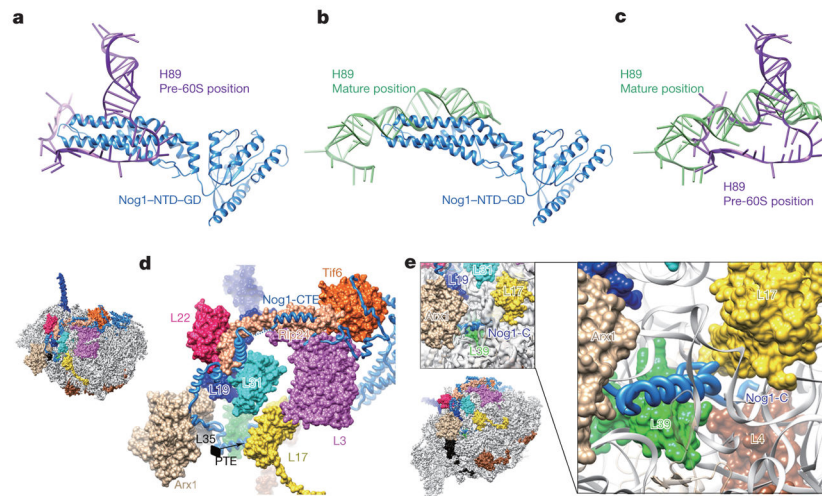 a
H89
Pre-60S position
Nog1–NTD–GD
b
H89
Mature position
Nog1–NTD–GD
c
H89
Mature position
H89
Pre-60S position
d
Tif6
Nog1-CTE
L22
Rlp24
L19
L31
L35
L3
PTE
L17
Arx1
e
L31
L19
L17
Arx1
Nog1-C
L39
L17
Arx1
Nog1-C
L39
L4